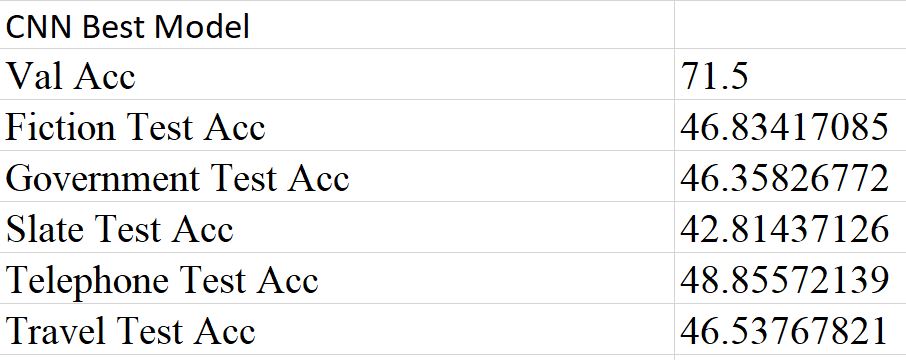 CNN Best Model
Val Acc 71.5
Fiction Test Acc 46.83417085
Government Test Acc 46.35826772
Slate Test Acc 42.81437126
Telephone Test Acc 48.85572139
Travel Test Acc 46.53767821